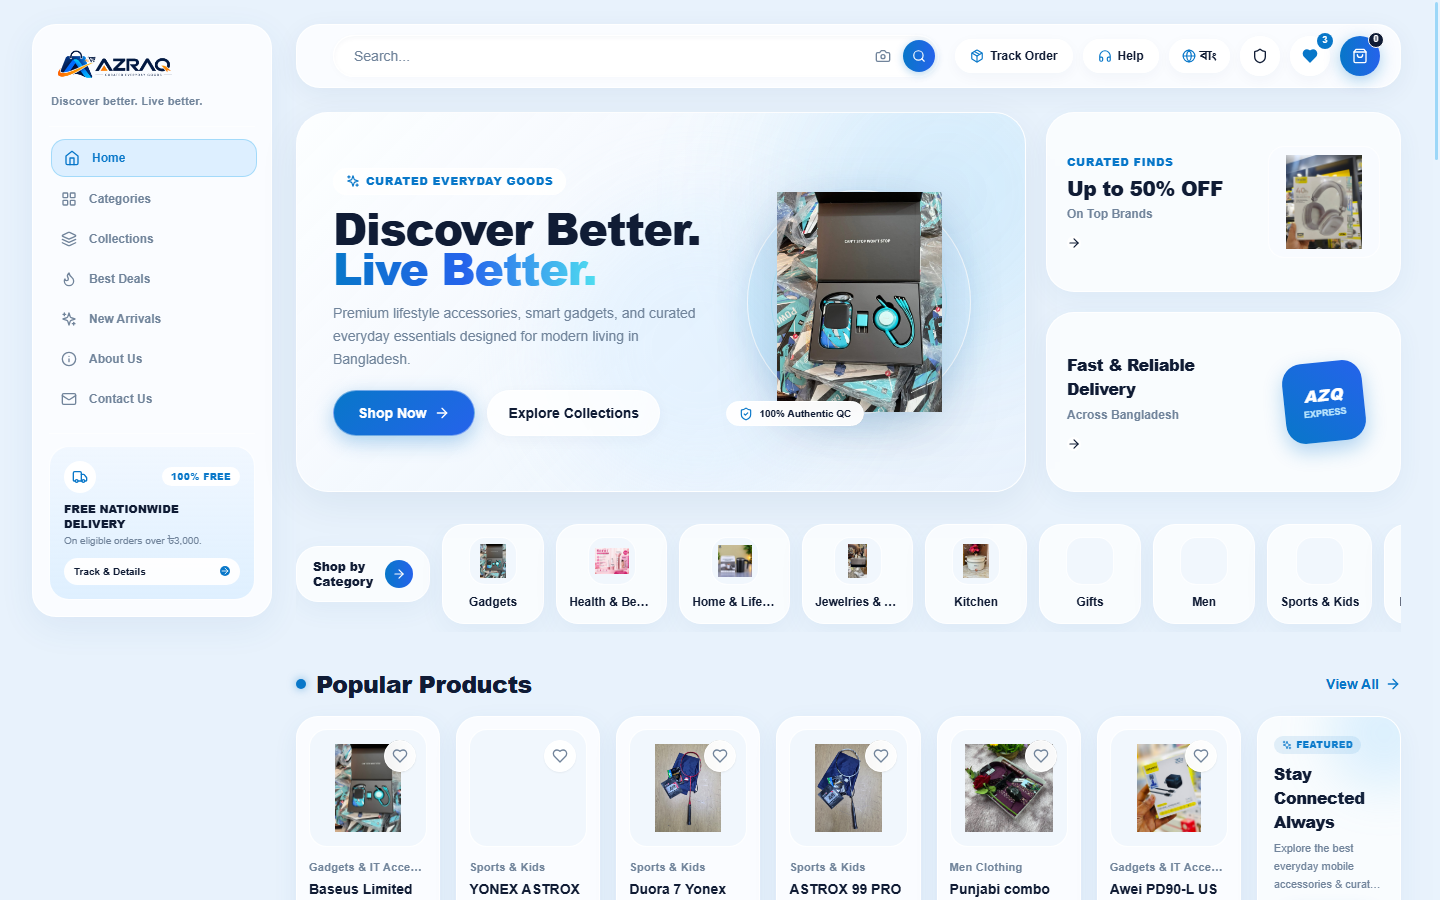 AZRAQ
Discover better. Live better.
Home
Categories
Collections
Best Deals
New Arrivals
About Us
Contact Us
100% FREE
FREE NATIONWIDE
DELIVERY
On eligible orders over ৳3,000.
Track & Details
Search...
Track Order
Help
বাং
3
0
CURATED EVERYDAY GOODS
Discover Better.
Live Better.
Premium lifestyle accessories, smart gadgets, and curated
everyday essentials designed for modern living in
Bangladesh.
Shop Now
Explore Collections
CAN'T STOP WON'T STOP
100% Authentic QC
CURATED FINDS
Up to 50% OFF
On Top Brands
Fast & Reliable
Delivery
Across Bangladesh
AZQ
EXPRESS
Shop by
Category
Gadgets
Health & Be...
Home & Life...
Jewelries & ...
Kitchen
Gifts
Men
Sports & Kids
Popular Products
View All
Gadgets & IT Acce...
Baseus Limited
Sports & Kids
YONEX ASTROX
Sports & Kids
Duora 7 Yonex
Sports & Kids
ASTROX 99 PRO
Men Clothing
Punjabi combo
Gadgets & IT Acce...
Awei PD90-L US
FEATURED
Stay
Connected
Always
Explore the best
everyday mobile
accessories & curat...